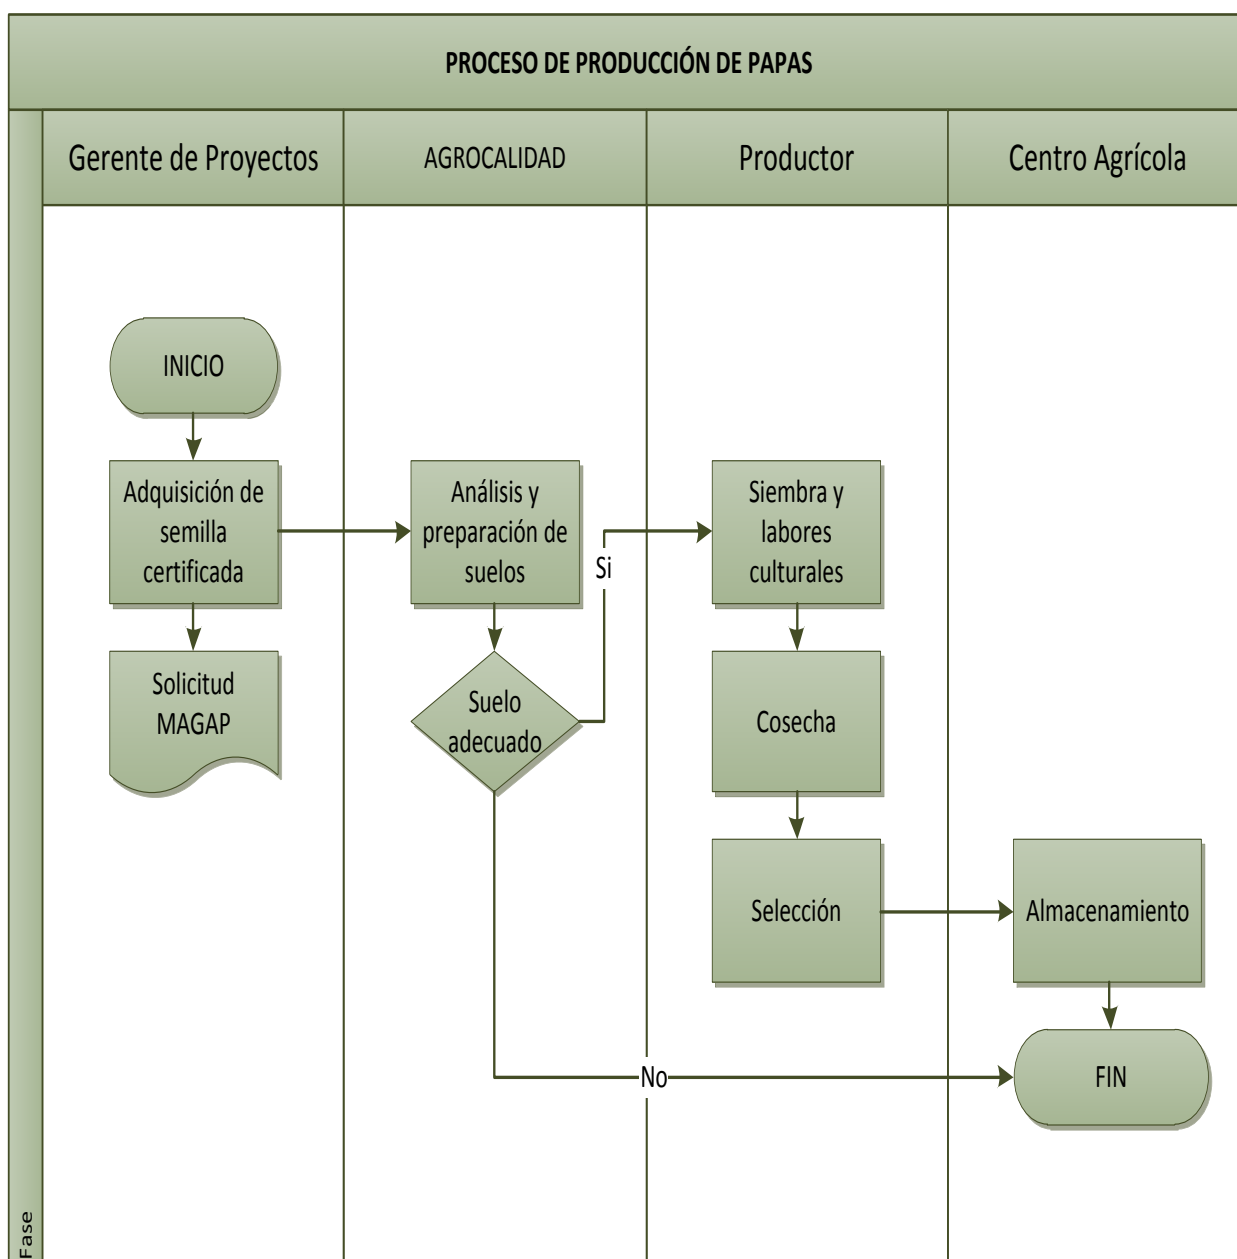 PROCESO DE PRODUCCIÓN DE PAPAS
Gerente de Proyectos
AGROCALIDAD
Productor
Centro Agrícola
INICIO
Adquisición de
semilla
certificada
Análisis y
preparación de
suelos
Si
Siembra y
labores
culturales
Solicitud
MAGAP
Suelo
adecuado
Cosecha
Selección
Almacenamiento
No
FIN
Fase